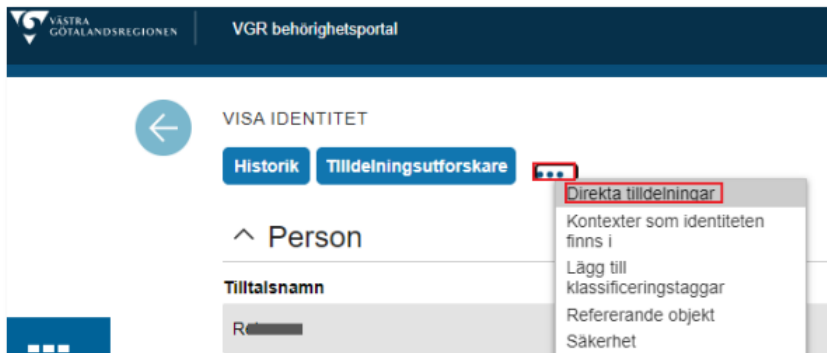 VÄSTRA
GÖTALANDSREGIONEN
VGR behörighetsportal
VISA IDENTITET
Historik
Tilldelningsutforskare
Direkta tilldelningar
Kontexter som identiteten
finns i
Lägg till
klassificeringstaggar
Refererande objekt
Säkerhet
Person
Tilltalsnamn